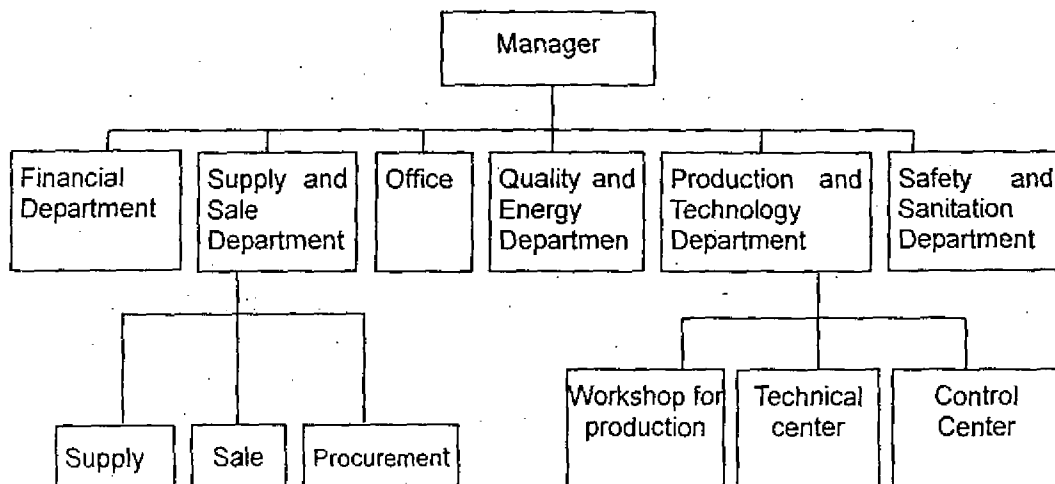 Manager
Financial
Department
Supply and
Sale
Department
Office
Quality and
Energy
Departmen
Production and
Technology
Department
Safety and
Sanitation
Department
Workshop for
production
Technical
center
Control
Center
Supply
Sale
Procurement